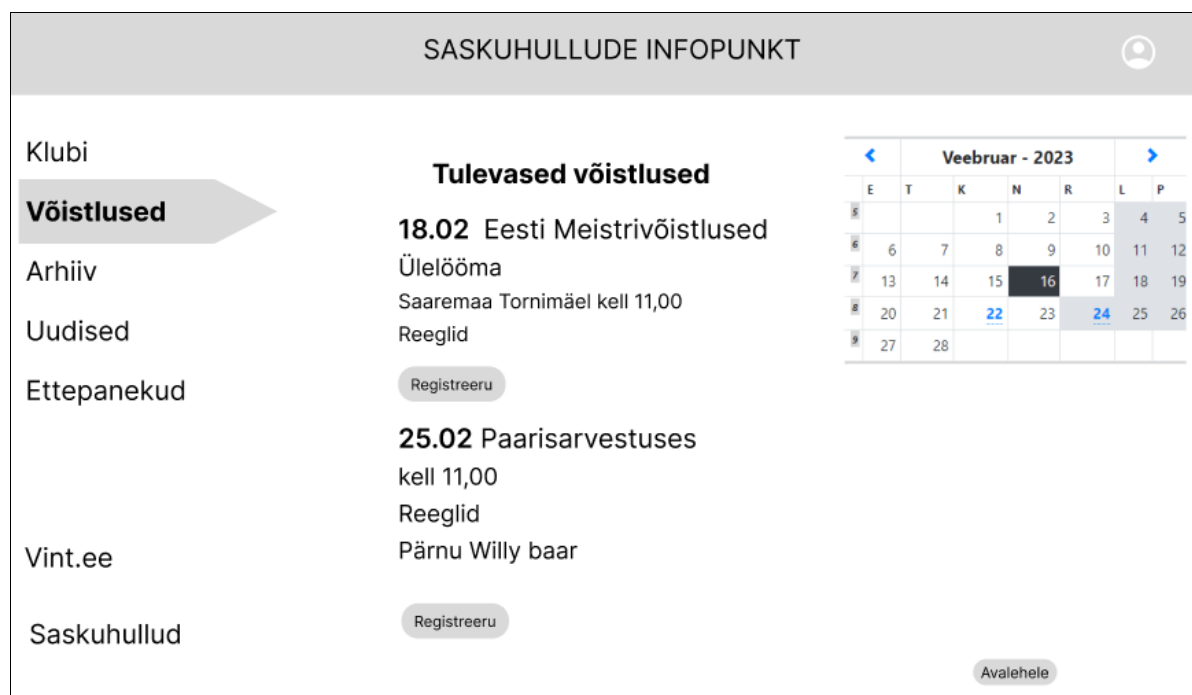 SASKUHULLUDE INFOPUNKT
Klubi
Võistlused
Arhiiv
Uudised
Ettepanekud
Vint.ee
Saskuhullud
Tulevased võistlused
18.02 Eesti Meistrivõistlused
Ülelööma
Saaremaa Tornimäel kell 11,00
Reeglid
Registreeru
25.02 Paarisarvestuses
kell 11,00
Reeglid
Pärnu Willy baar
Registreeru
Veebruar - 2023
E T K N R L P
5 1 2 3 4 5
6 6 7 8 9 10 11 12
7 13 14 15 16 17 18 19
8 20 21 22 23 24 25 26
9 27 28
Avalehele